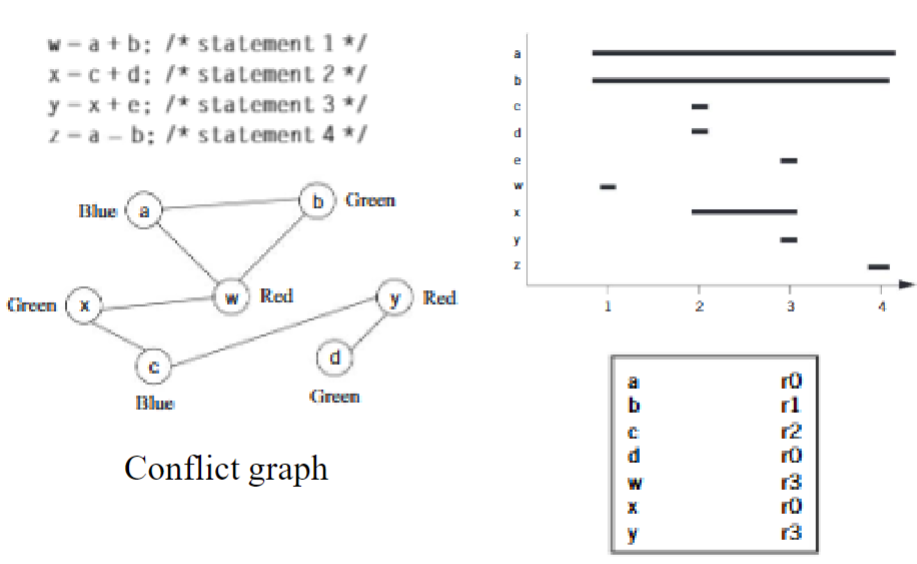 w = a + b; /* statement 1 */
x = c + d; /* statement 2 */
y = x + e; /* statement 3 */
z = a – b; /* statement 4 */
Blue a
b Green
Green x
w Red
y Red
c
Blue
d
Green
Conflict graph
a
b
c
d
e
w
x
y
z
1 2 3 4
a r0
b r1
c r2
d r0
w r3
x r0
y r3